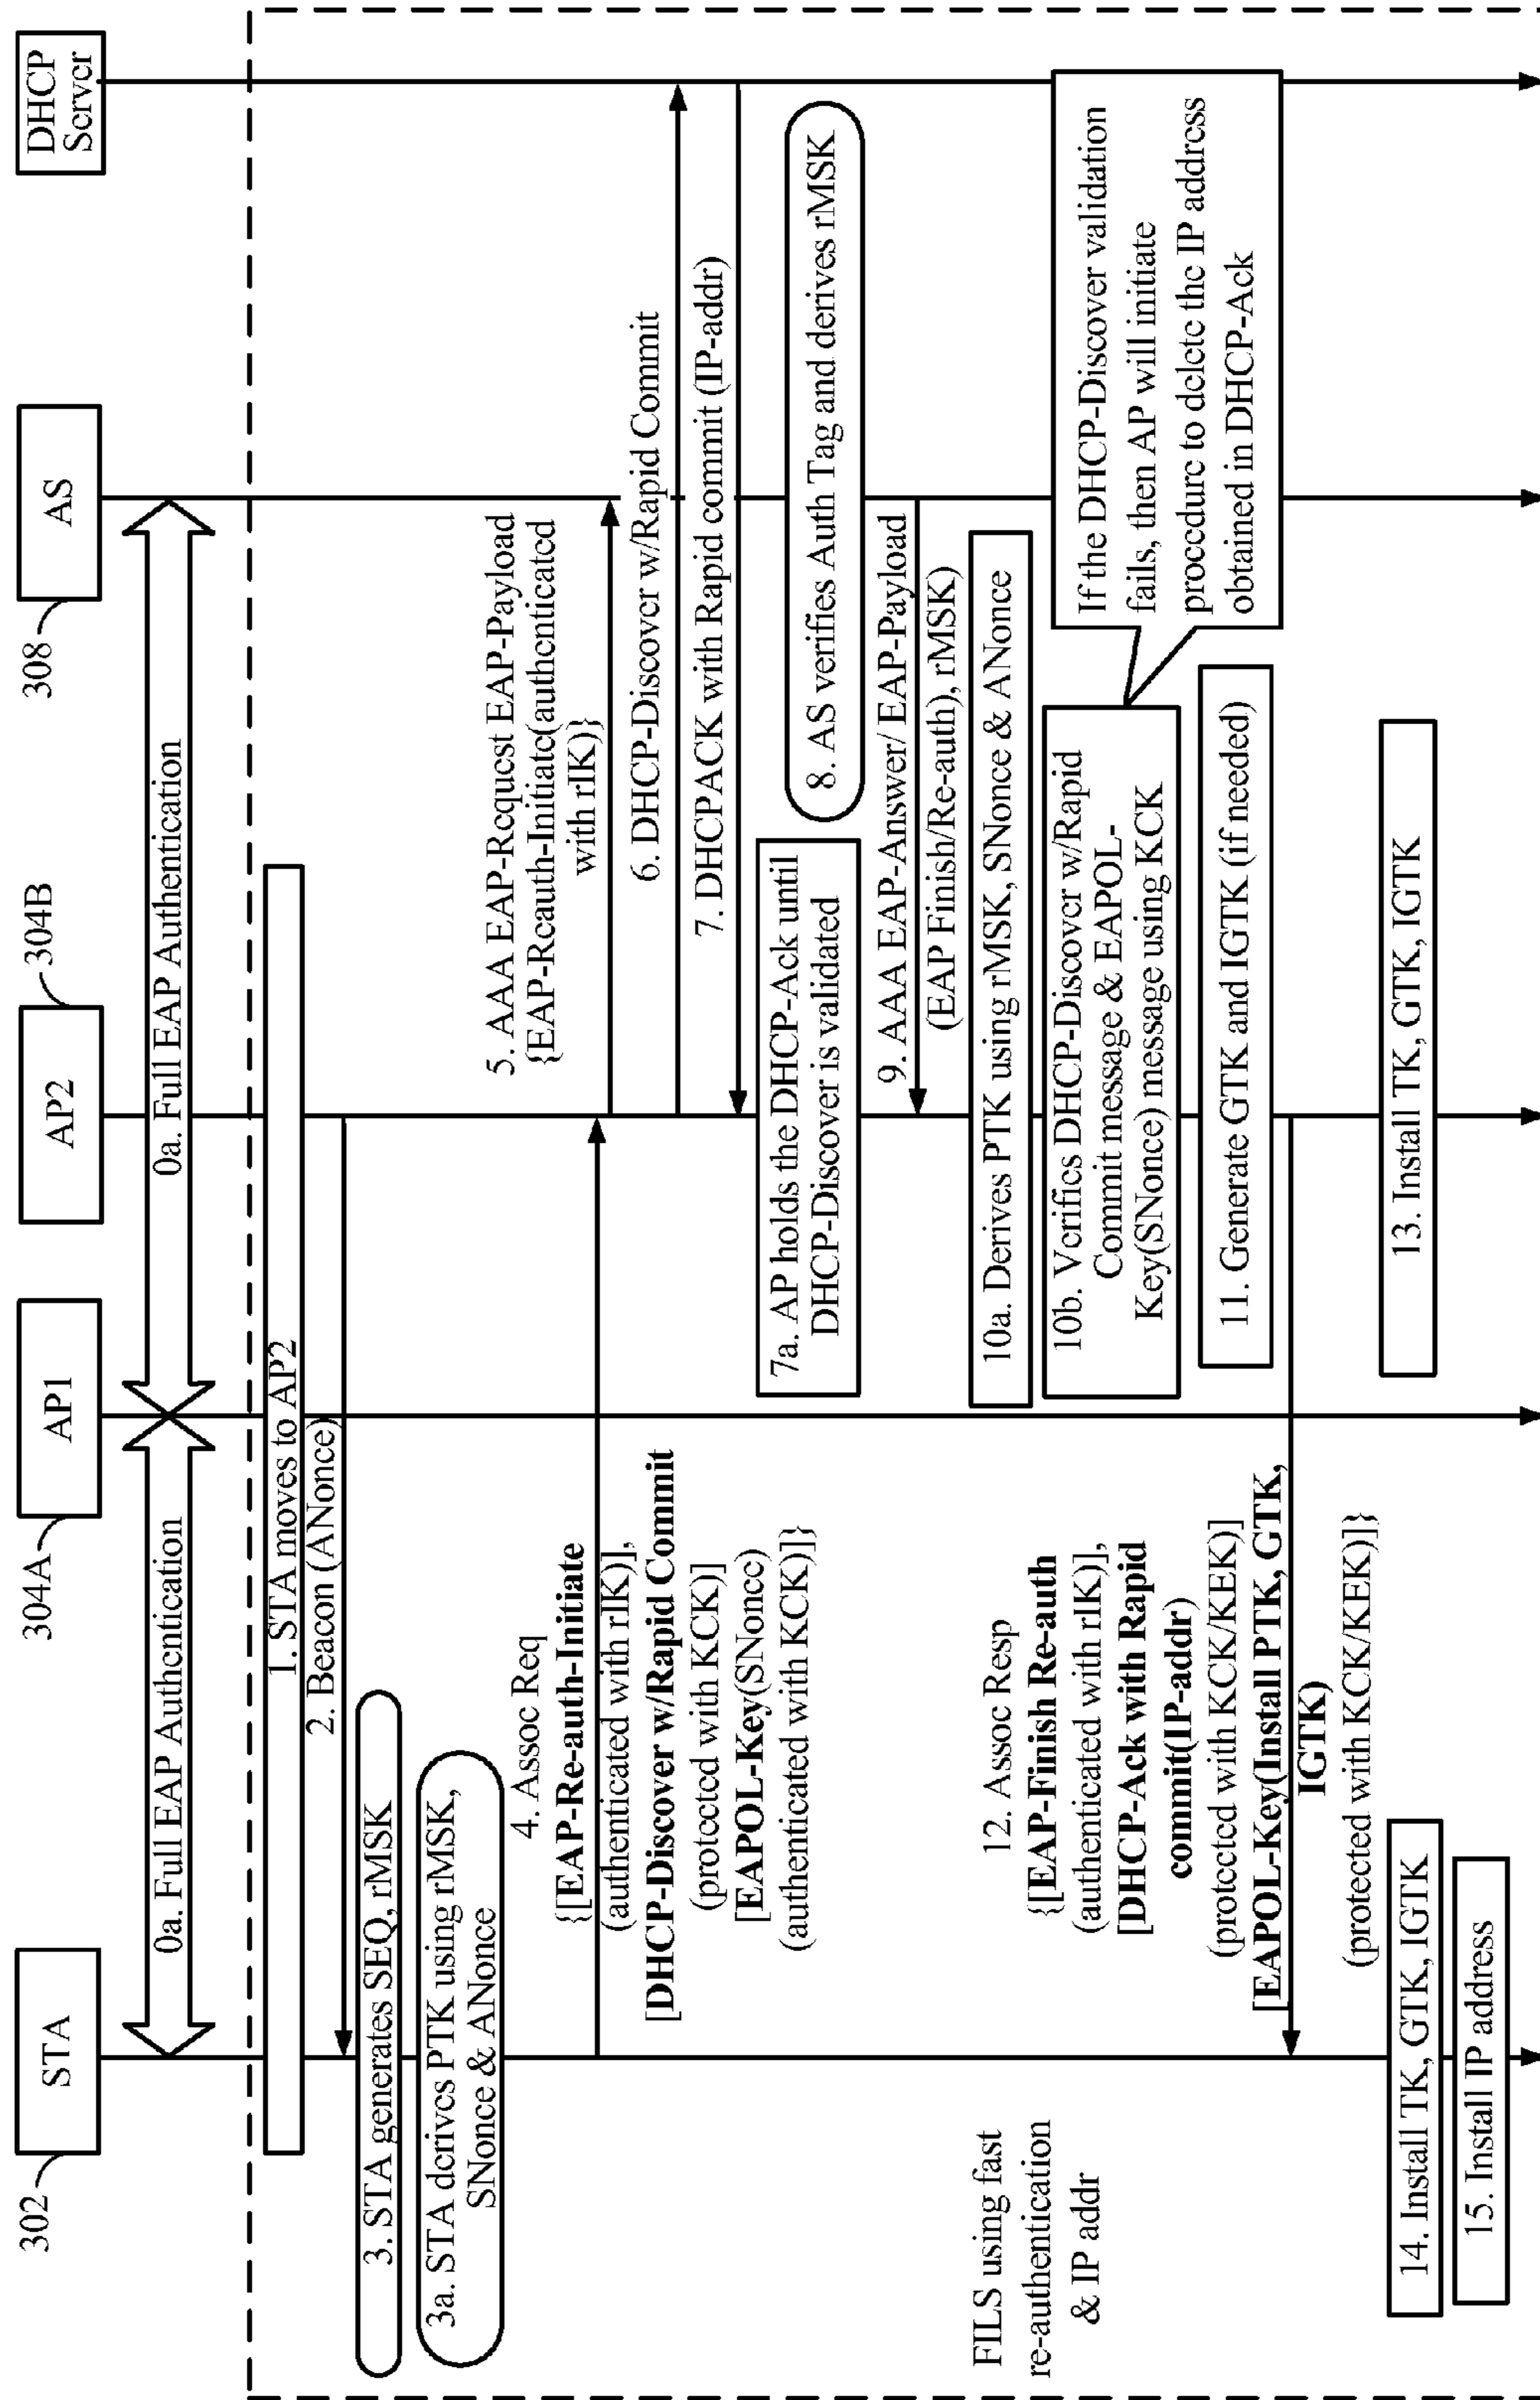 302
STA
304A
AP1
AP2
304B
308
AS
DHCP
Server
0a. Full EAP Authentication
0a. Full EAP Authentication
1. STA moves to AP2
2. Beacon (ANonce)
3. STA generates SEQ, rMSK
3a. STA derives PTK using rMSK,
SNonce & ANonce
4. Assoc Req
{[EAP-Re-auth-Initiate
(authenticated with rIK)],
[DHCP-Discover w/Rapid Commit
(protected with KCK)]
[EAPOL-Key(SNonce)
(authenticated with KCK)]}
5. AAA EAP-Request EAP-Payload
{EAP-Reauth-Initiate(authenticated
with rIK)}
6. DHCP-Discover w/Rapid Commit
7. DHCPACK with Rapid commit (IP-addr)
7a. AP holds the DHCP-Ack until
DHCP-Discover is validated
8. AS verifies Auth Tag and derives rMSK
9. AAA EAP-Answer/ EAP-Payload
(EAP Finish/Re-auth), rMSK)
10a. Derives PTK using rMSK, SNonce & ANonce
10b. Verifies DHCP-Discover w/Rapid
Commit message & EAPOL-
Key(SNonce) message using KCK
If the DHCP-Discover validation
fails, then AP will initiate
procedure to delete the IP address
obtained in DHCP-Ack
11. Generate GTK and IGTK (if needed)
12. Assoc Resp
{[EAP-Finish Re-auth
(authenticated with rIK)],
[DHCP-Ack with Rapid
commit(IP-addr)
(protected with KCK/KEK)]
[EAPOL-Key(Install PTK, GTK,
IGTK)
(protected with KCK/KEK)]}
FILS using fast
re-authentication
& IP addr
13. Install TK, GTK, IGTK
14. Install TK, GTK, IGTK
15. Install IP address